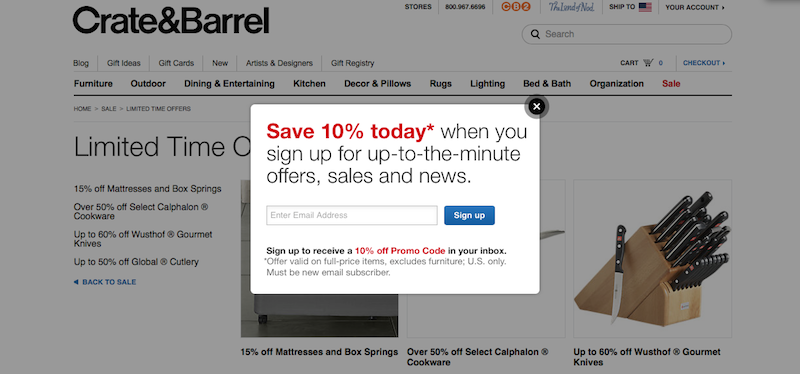 Crate&Barrel
STORES 800.967.6696 CB2 The Land of Nod SHIP TO YOUR ACCOUNT ›
Search
Blog Gift Ideas Gift Cards New Artists & Designers Gift Registry CART 0 CHECKOUT ›
Furniture Outdoor Dining & Entertaining Kitchen Decor & Pillows Rugs Lighting Bed & Bath Organization Sale
HOME > SALE > LIMITED TIME OFFERS
Limited Time O
15% off Mattresses and Box Springs
Over 50% off Select Calphalon ®
Cookware
Up to 60% off Wusthof ® Gourmet
Knives
Up to 50% off Global ® Cutlery
◀ BACK TO SALE
Save 10% today* when you
sign up for up-to-the-minute
offers, sales and news.
Enter Email Address Sign up
Sign up to receive a 10% off Promo Code in your inbox.
*Offer valid on full-price items, excludes furniture; U.S. only.
Must be new email subscriber.
15% off Mattresses and Box Springs
Over 50% off Select Calphalon ®
Cookware
Up to 60% off Wusthof ® Gourmet
Knives